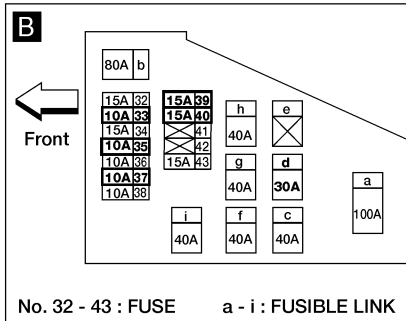 B
80A b
Front
15A 32
10A 33
15A 34
10A 35
10A 36
10A 37
10A 38
15A 39
15A 40
41
42
15A 43
h
40A
e
g
40A
d
30A
a
100A
i
40A
f
40A
c
40A
No. 32 - 43 : FUSE a - i : FUSIBLE LINK